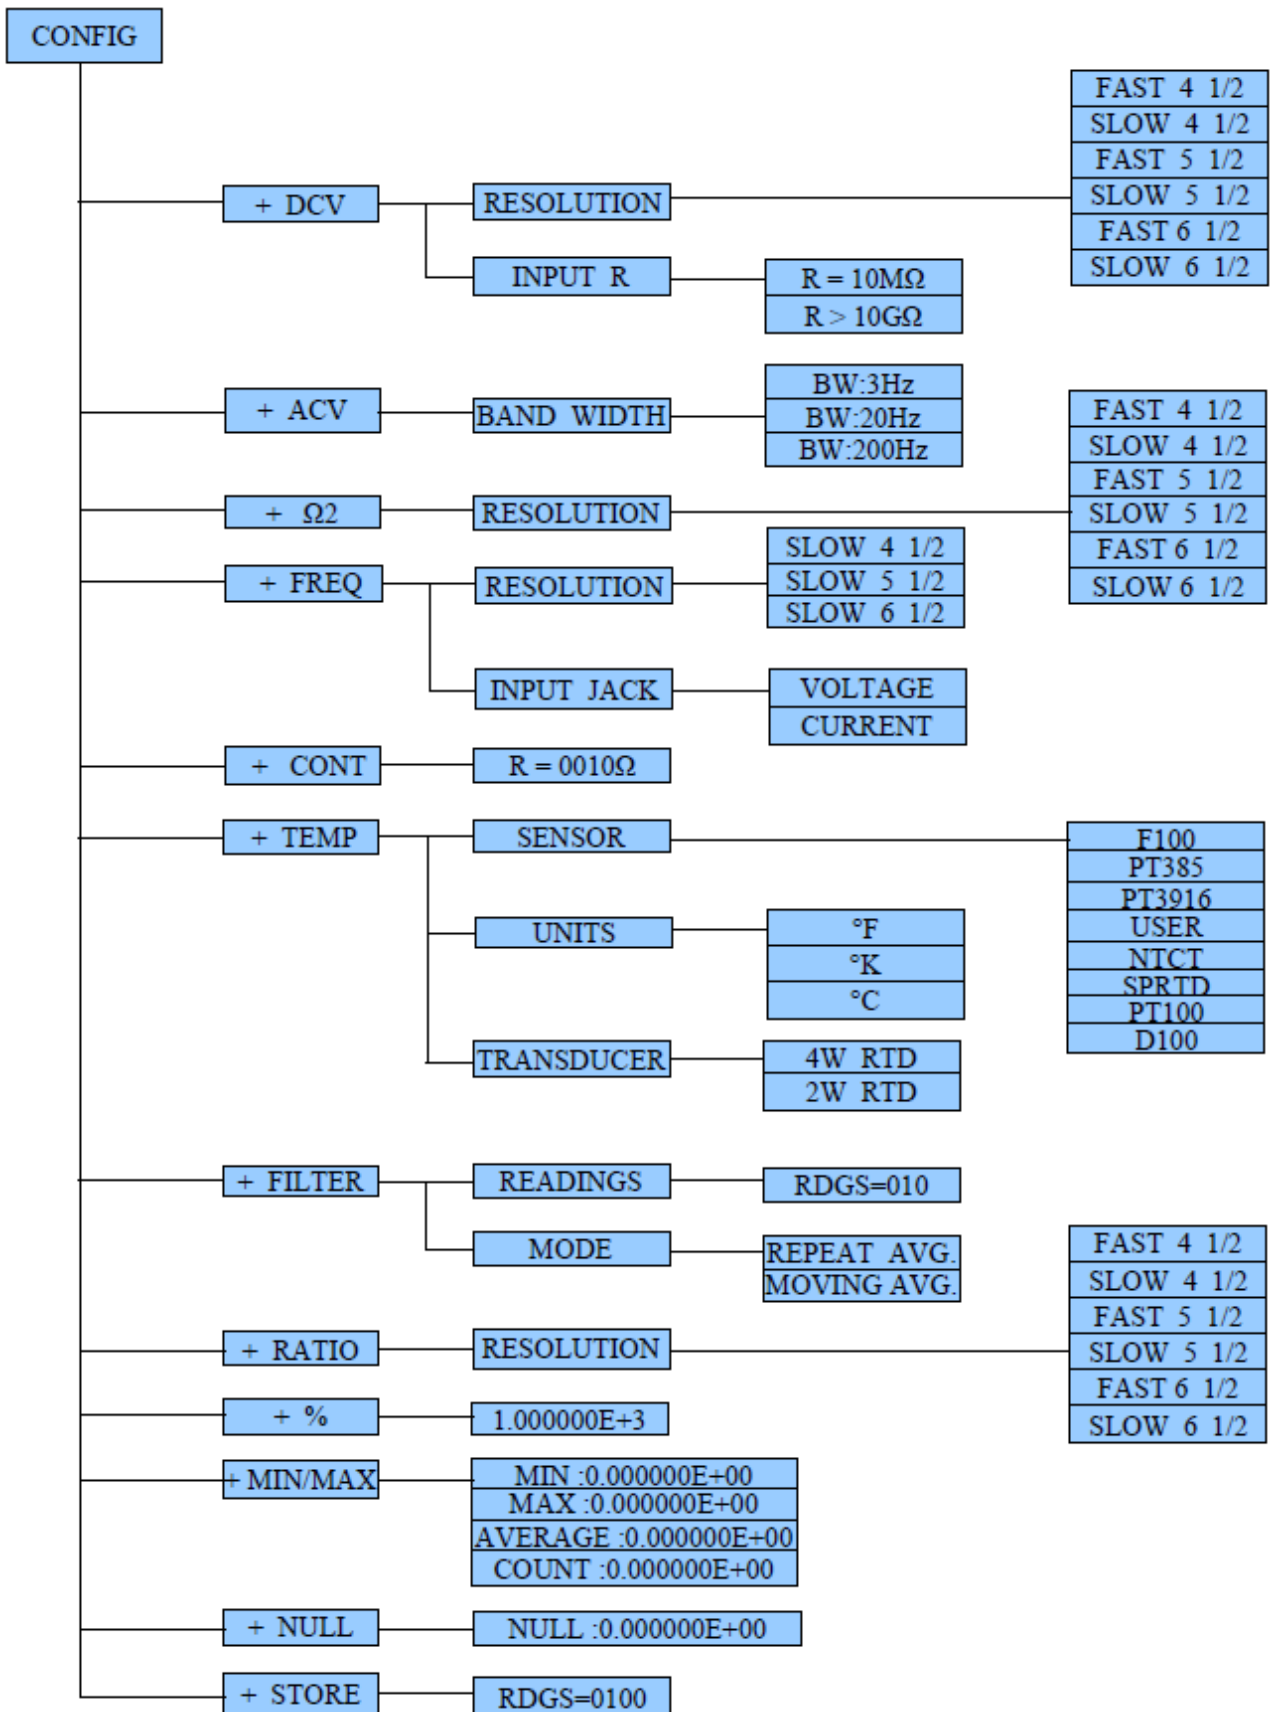 CONFIG
+ DCV
RESOLUTION
FAST 4 1/2
SLOW 4 1/2
FAST 5 1/2
SLOW 5 1/2
FAST 6 1/2
SLOW 6 1/2
INPUT R
R = 10MΩ
R > 10GΩ
+ ACV
BAND WIDTH
BW:3Hz
BW:20Hz
BW:200Hz
+ Ω2
RESOLUTION
FAST 4 1/2
SLOW 4 1/2
FAST 5 1/2
SLOW 5 1/2
FAST 6 1/2
SLOW 6 1/2
+ FREQ
RESOLUTION
SLOW 4 1/2
SLOW 5 1/2
SLOW 6 1/2
INPUT JACK
VOLTAGE
CURRENT
+ CONT
R = 0010Ω
+ TEMP
SENSOR
F100
PT385
PT3916
USER
NTCT
SPRTD
PT100
D100
UNITS
°F
°K
°C
TRANSDUCER
4W RTD
2W RTD
+ FILTER
READINGS
RDGS=010
MODE
REPEAT AVG.
MOVING AVG.
+ RATIO
RESOLUTION
FAST 4 1/2
SLOW 4 1/2
FAST 5 1/2
SLOW 5 1/2
FAST 6 1/2
SLOW 6 1/2
+ %
1.000000E+3
+ MIN/MAX
MIN :0.000000E+00
MAX :0.000000E+00
AVERAGE :0.000000E+00
COUNT :0.000000E+00
+ NULL
NULL :0.000000E+00
+ STORE
RDGS=0100